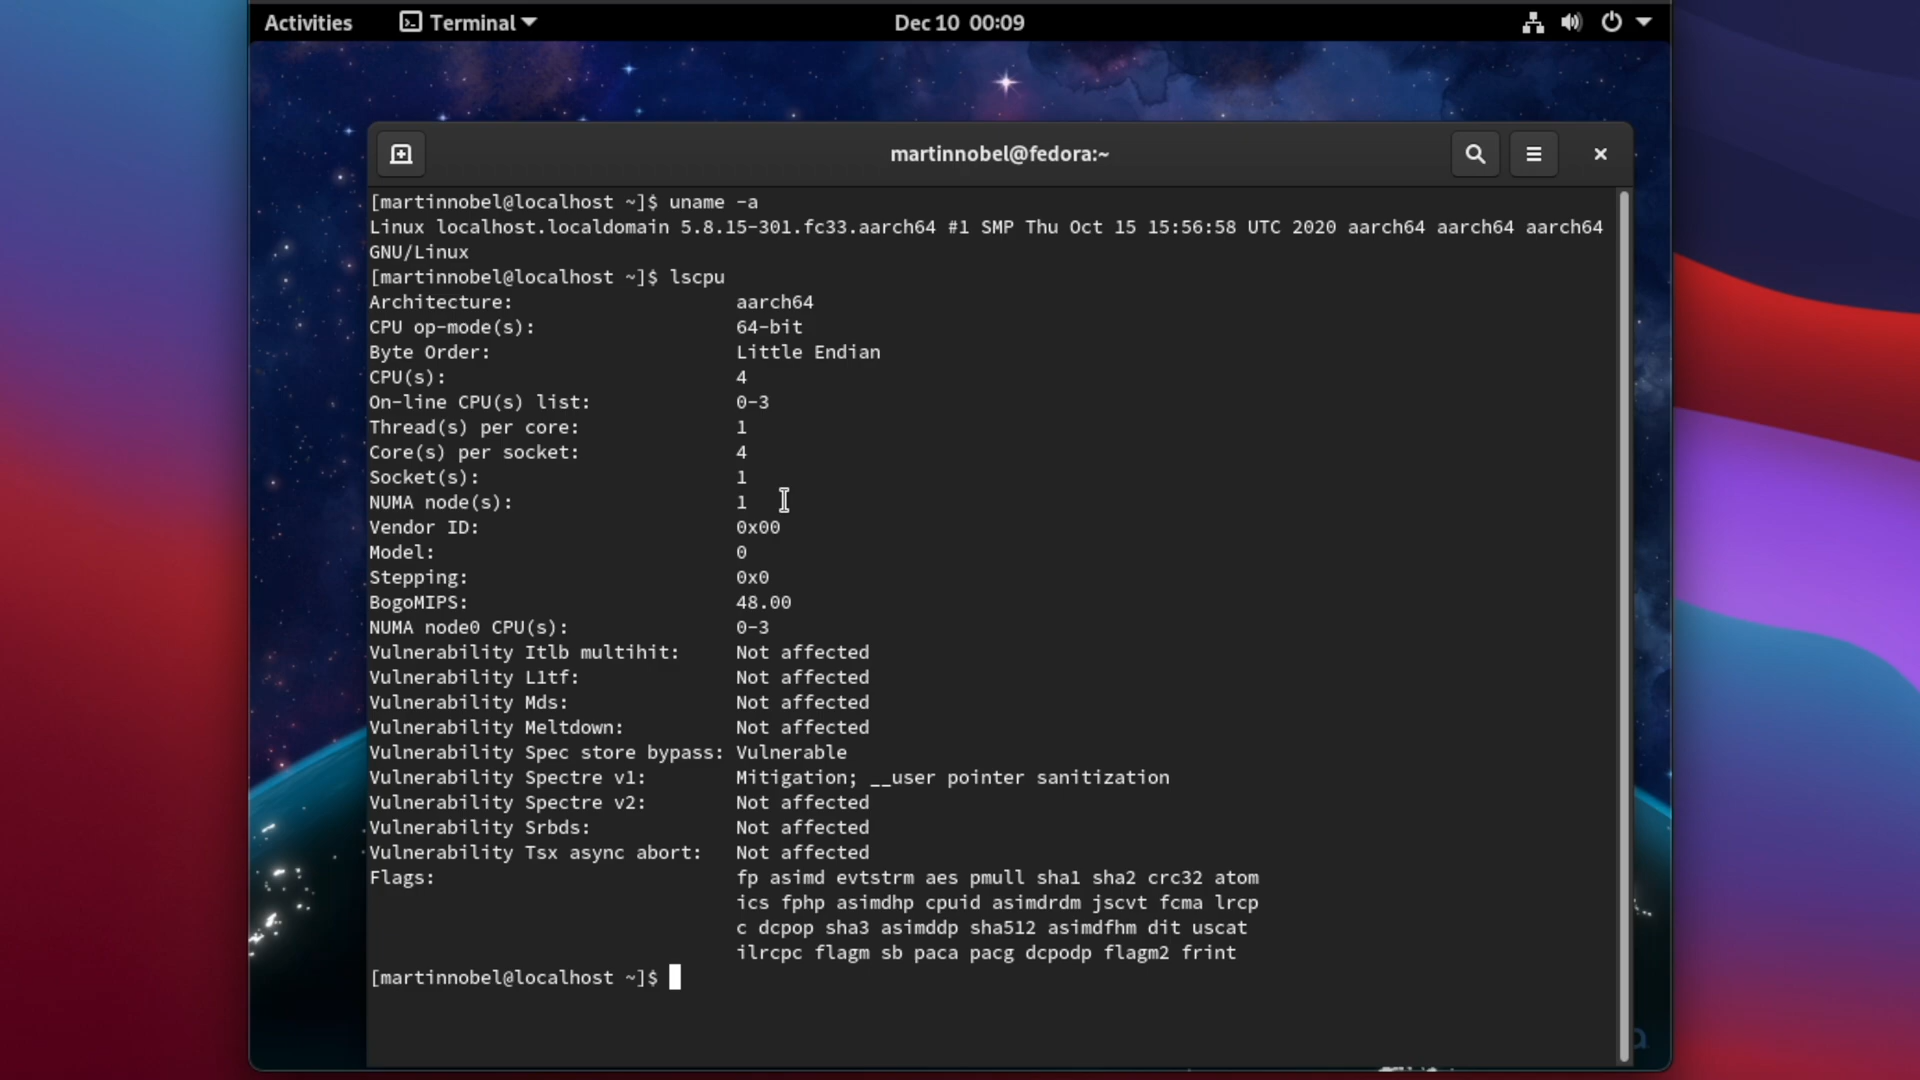 Activities Terminal Dec 10 00:09
martinnobel@fedora:~
[martinnobel@localhost ~]$ uname -a
Linux localhost.localdomain 5.8.15-301.fc33.aarch64 #1 SMP Thu Oct 15 15:56:58 UTC 2020 aarch64 aarch64 aarch64
GNU/Linux
[martinnobel@localhost ~]$ lscpu
Architecture: aarch64
CPU op-mode(s): 64-bit
Byte Order: Little Endian
CPU(s): 4
On-line CPU(s) list: 0-3
Thread(s) per core: 1
Core(s) per socket: 4
Socket(s): 1
NUMA node(s): 1
Vendor ID: 0x00
Model: 0
Stepping: 0x0
BogoMIPS: 48.00
NUMA node0 CPU(s): 0-3
Vulnerability Itlb multihit: Not affected
Vulnerability L1tf: Not affected
Vulnerability Mds: Not affected
Vulnerability Meltdown: Not affected
Vulnerability Spec store bypass: Vulnerable
Vulnerability Spectre v1: Mitigation; __user pointer sanitization
Vulnerability Spectre v2: Not affected
Vulnerability Srbds: Not affected
Vulnerability Tsx async abort: Not affected
Flags: fp asimd evtstrm aes pmull sha1 sha2 crc32 atom
ics fphp asimdhp cpuid asimdrdm jscvt fcma lrcp
c dcpop sha3 asimddp sha512 asimdfhm dit uscat
ilrcpc flagm sb paca pacg dcpodp flagm2 frint
[martinnobel@localhost ~]$